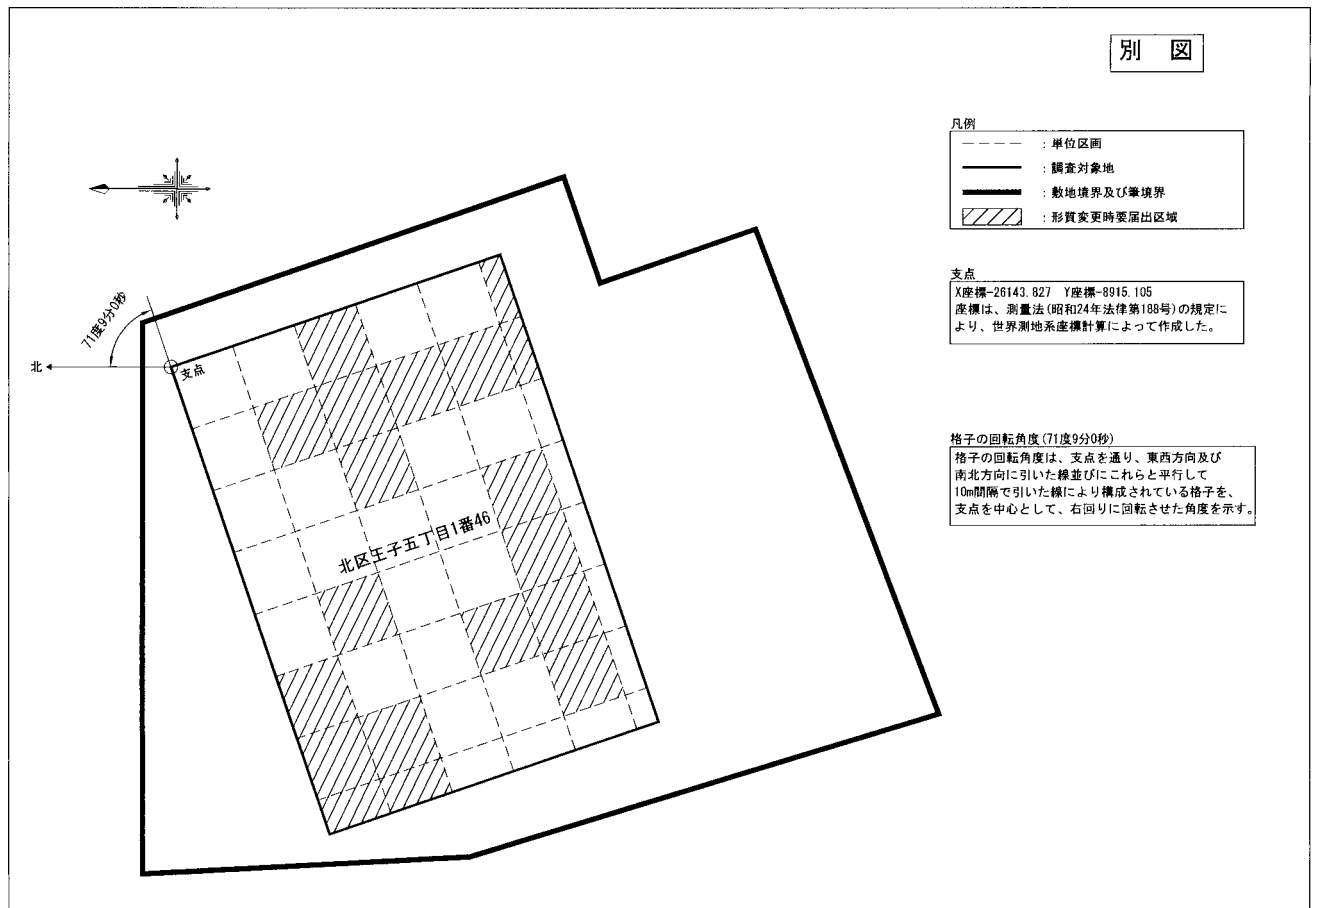 別 図
凡例
：単位区画
：調査対象地
：敷地境界及び筆境界
：形質変更時要届出区域
支点
X座標-26143.827 Y座標-8915.105
座標は、測量法(昭和24年法律第188号)の規定に
より、世界測地系座標計算によって作成した。
格子の回転角度(71度9分0秒)
格子の回転角度は、支点を通り、東西方向及び
南北方向に引いた線並びにこれらと平行して
10m間隔で引いた線により構成されている格子を、
支点を中心として、右回りに回転させた角度を示す。
71度9分0秒
北
支点
北区王子五丁目1番46